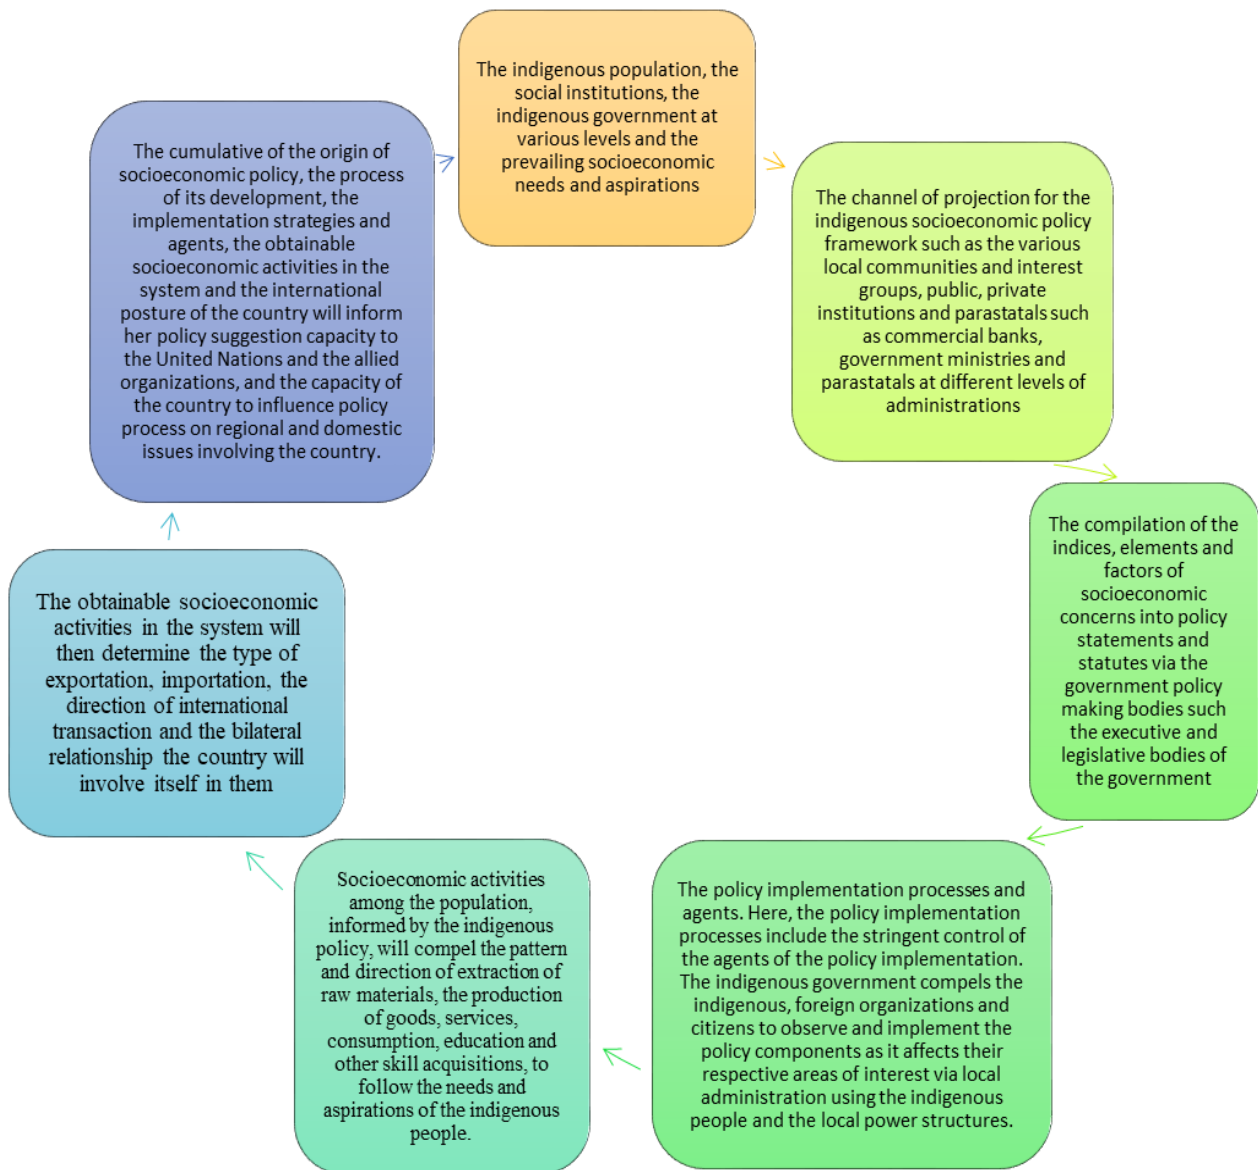 The indigenous population, the
social institutions, the
indigenous government at
various levels and the
prevailing socioeconomic
needs and aspirations
The channel of projection for the
indigenous socioeconomic policy
framework such as the various
local communities and interest
groups, public, private
institutions and parastatals such
as commercial banks,
government ministries and
parastatals at different levels of
administrations
The compilation of the
indices, elements and
factors of
socioeconomic
concerns into policy
statements and
statutes via the
government policy
making bodies such
the executive and
legislative bodies of
the government
The policy implementation processes and
agents. Here, the policy implementation
processes include the stringent control of
the agents of the policy implementation.
The indigenous government compels the
indigenous, foreign organizations and
citizens to observe and implement the
policy components as it affects their
respective areas of interest via local
administration using the indigenous
people and the local power structures.
Socioeconomic activities
among the population,
informed by the indigenous
policy, will compel the pattern
and direction of extraction of
raw materials, the production
of goods, services,
consumption, education and
other skill acquisitions, to
follow the needs and
aspirations of the indigenous
people.
The obtainable socioeconomic
activities in the system will
then determine the type of
exportation, importation, the
direction of international
transaction and the bilateral
relationship the country will
involve itself in them
The cumulative of the origin of
socioeconomic policy, the process
of its development, the
implementation strategies and
agents, the obtainable
socioeconomic activities in the
system and the international
posture of the country will inform
her policy suggestion capacity to
the United Nations and the allied
organizations, and the capacity of
the country to influence policy
process on regional and domestic
issues involving the country.